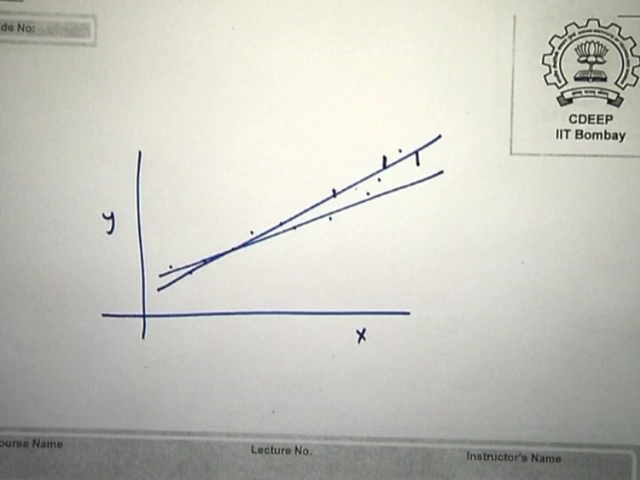 de No:
CDEEP
IIT Bombay
y
x
ourse Name
Lecture No.
Instructor's Name